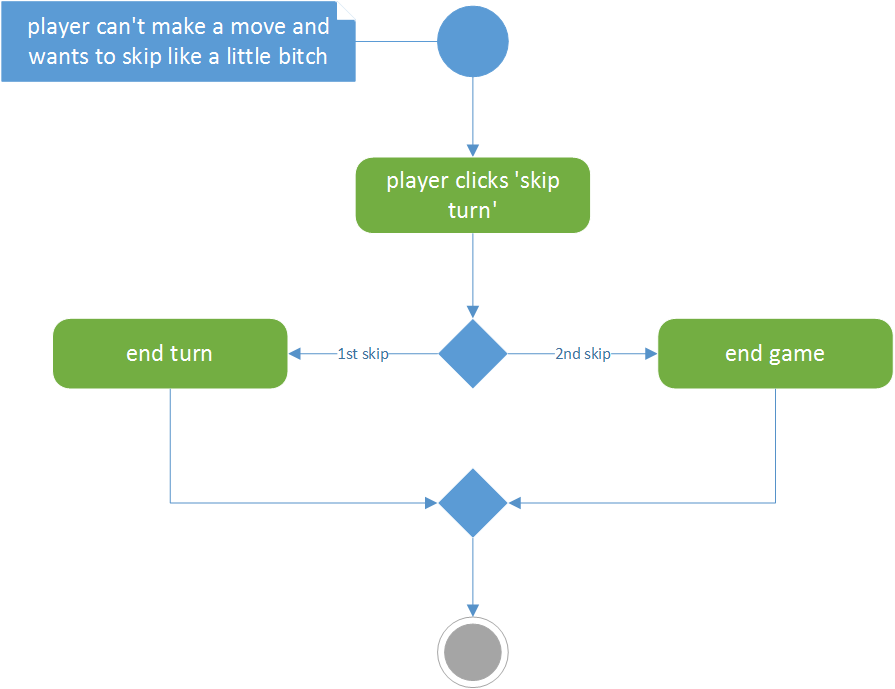 player can't make a move and
wants to skip like a little bitch
player clicks 'skip
turn'
end turn
1st skip
2nd skip
end game